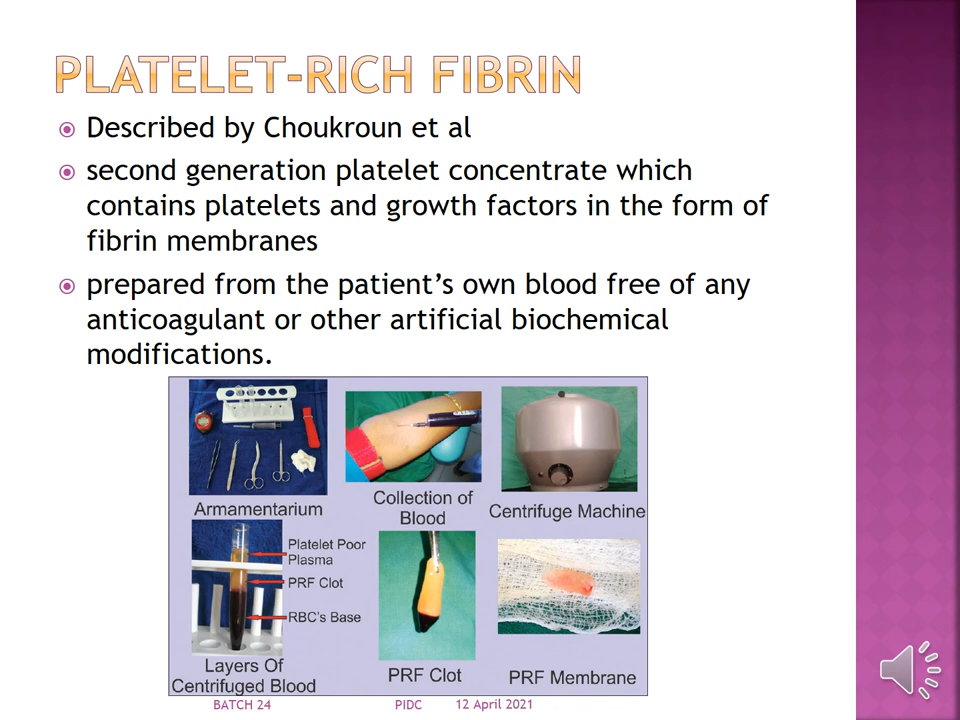 PLATELET-RICH FIBRIN
Described by Choukroun et al
second generation platelet concentrate which
contains platelets and growth factors in the form of
fibrin membranes
prepared from the patient’s own blood free of any
anticoagulant or other artificial biochemical
modifications.
Armamentarium
Collection of
Blood
Centrifuge Machine
Platelet Poor
Plasma
PRF Clot
RBC's Base
Layers Of
Centrifuged Blood
PRF Clot
PRF Membrane
BATCH 24
PIDC
12 April 2021